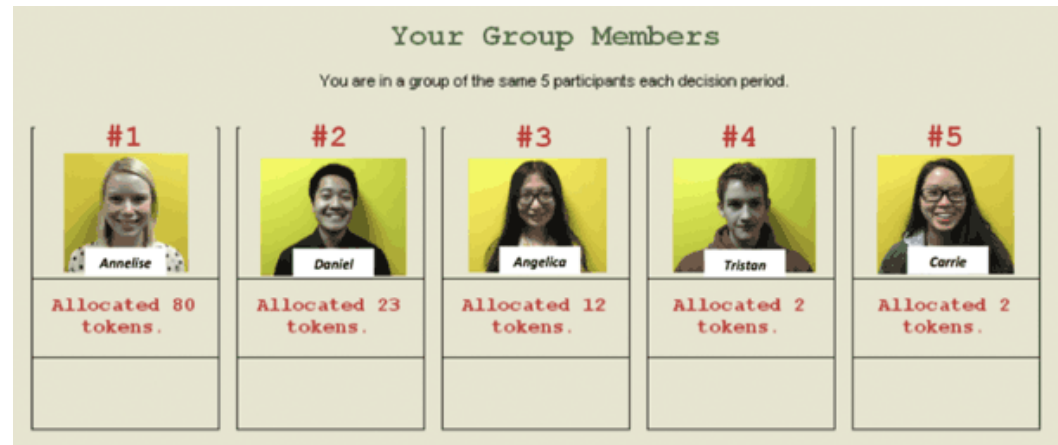 Your Group Members
You are in a group of the same 5 participants each decision period.
#1
#2
#3
#4
#5
Annelise
Daniel
Angelica
Tristan
Carrie
Allocated 80
tokens.
Allocated 23
tokens.
Allocated 12
tokens.
Allocated 2
tokens.
Allocated 2
tokens.